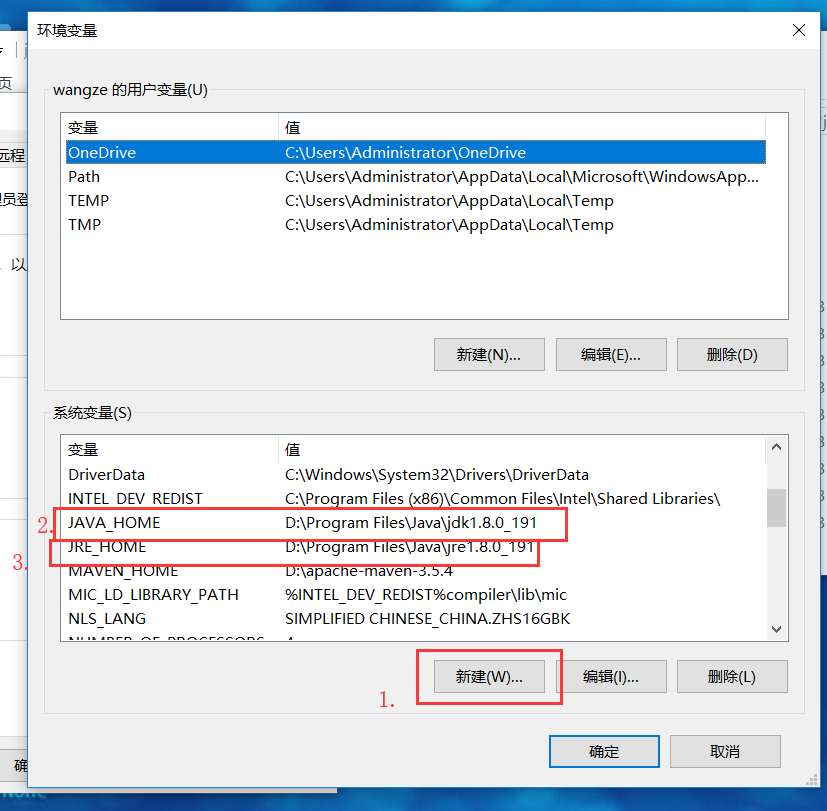 环境变量
页
wangze 的用户变量(U)
变量 值
远程
OneDrive C:\Users\Administrator\OneDrive
Path C:\Users\Administrator\AppData\Local\Microsoft\WindowsApp...
员登
TEMP C:\Users\Administrator\AppData\Local\Temp
TMP C:\Users\Administrator\AppData\Local\Temp
以
新建(N)... 编辑(E)... 删除(D)
系统变量(S)
变量 值
DriverData C:\Windows\System32\Drivers\DriverData
INTEL_DEV_REDIST C:\Program Files (x86)\Common Files\Intel\Shared Libraries\
2. JAVA_HOME D:\Program Files\Java\jdk1.8.0_191
JRE_HOME D:\Program Files\Java\jre1.8.0_191
3.
MAVEN_HOME D:\apache-maven-3.5.4
MIC_LD_LIBRARY_PATH %INTEL_DEV_REDIST%compiler\lib\mic
NLS_LANG SIMPLIFIED CHINESE_CHINA.ZHS16GBK
NUMBER_OF_PROCESSORS 4
新建(W)... 编辑(I)... 删除(L)
1.
确定 取消
确